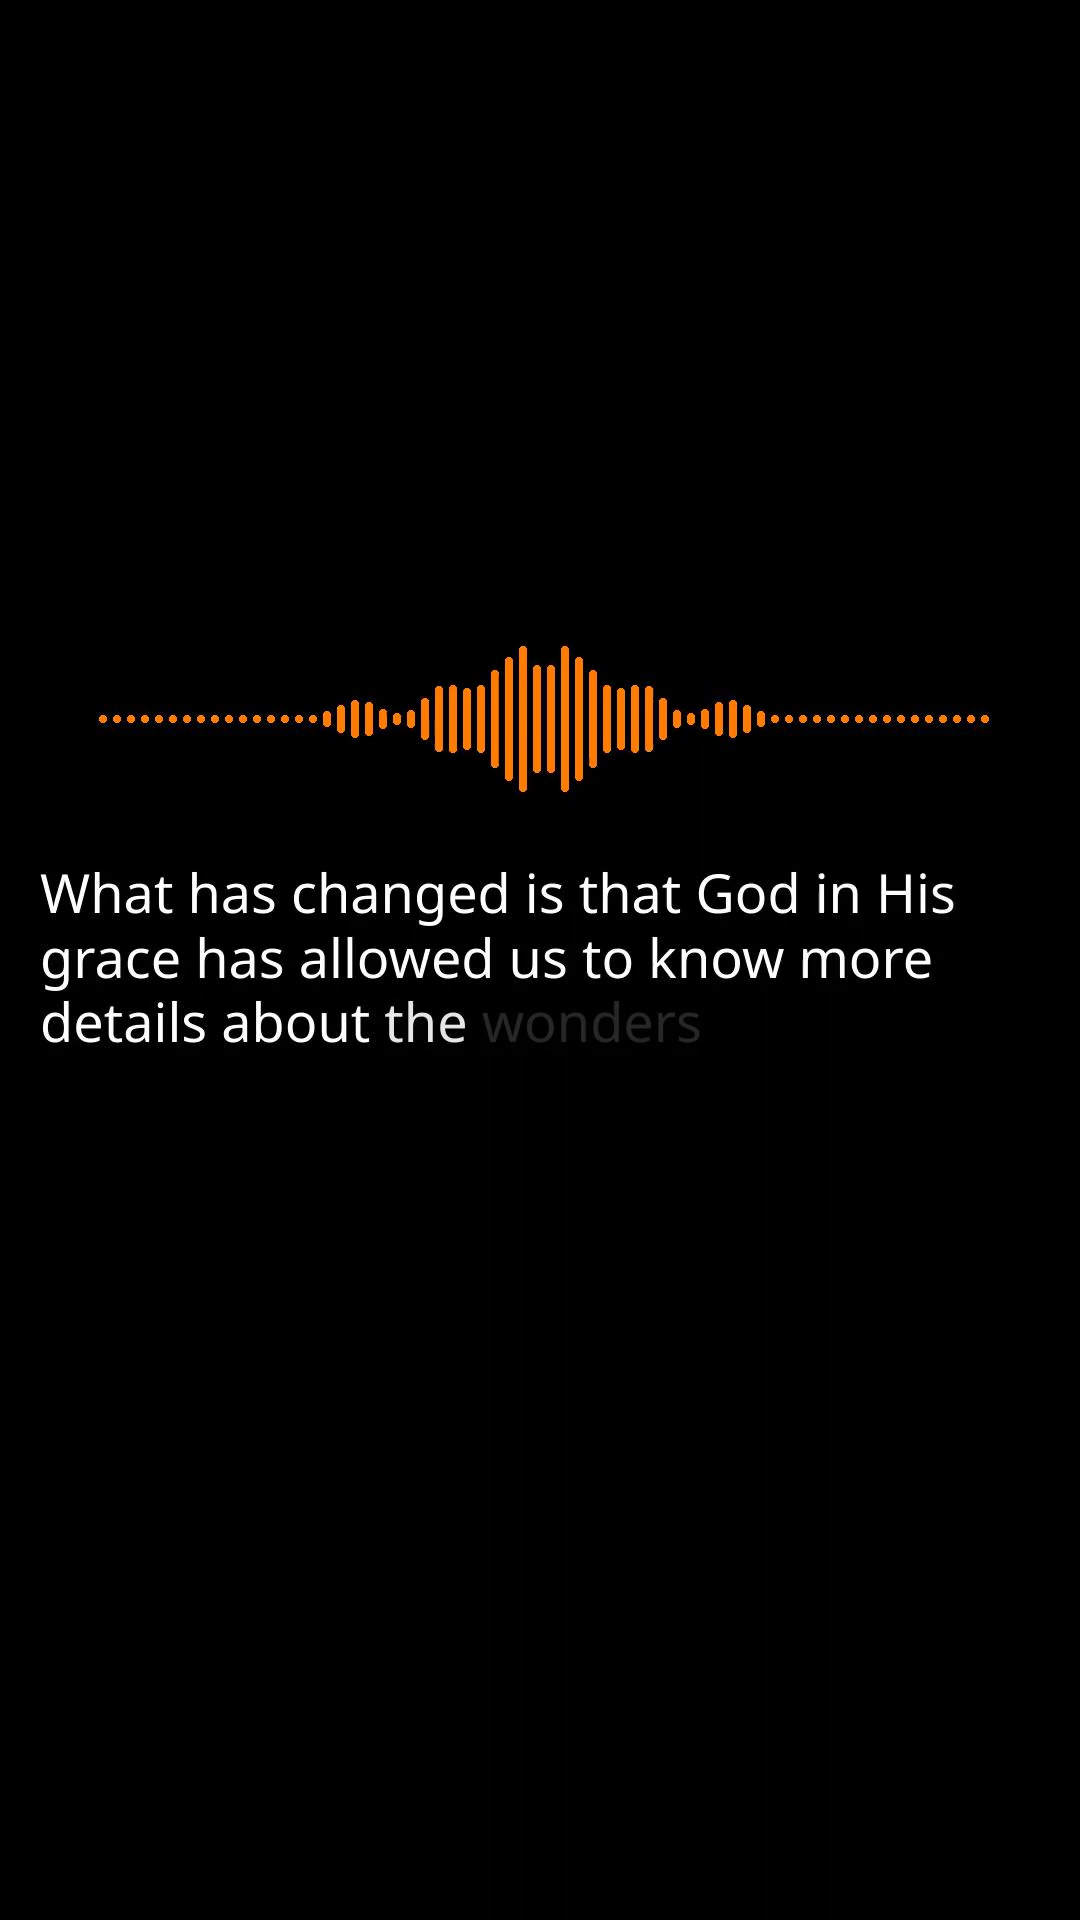 What has changed is that God in His
grace has allowed us to know more
details about the wonders